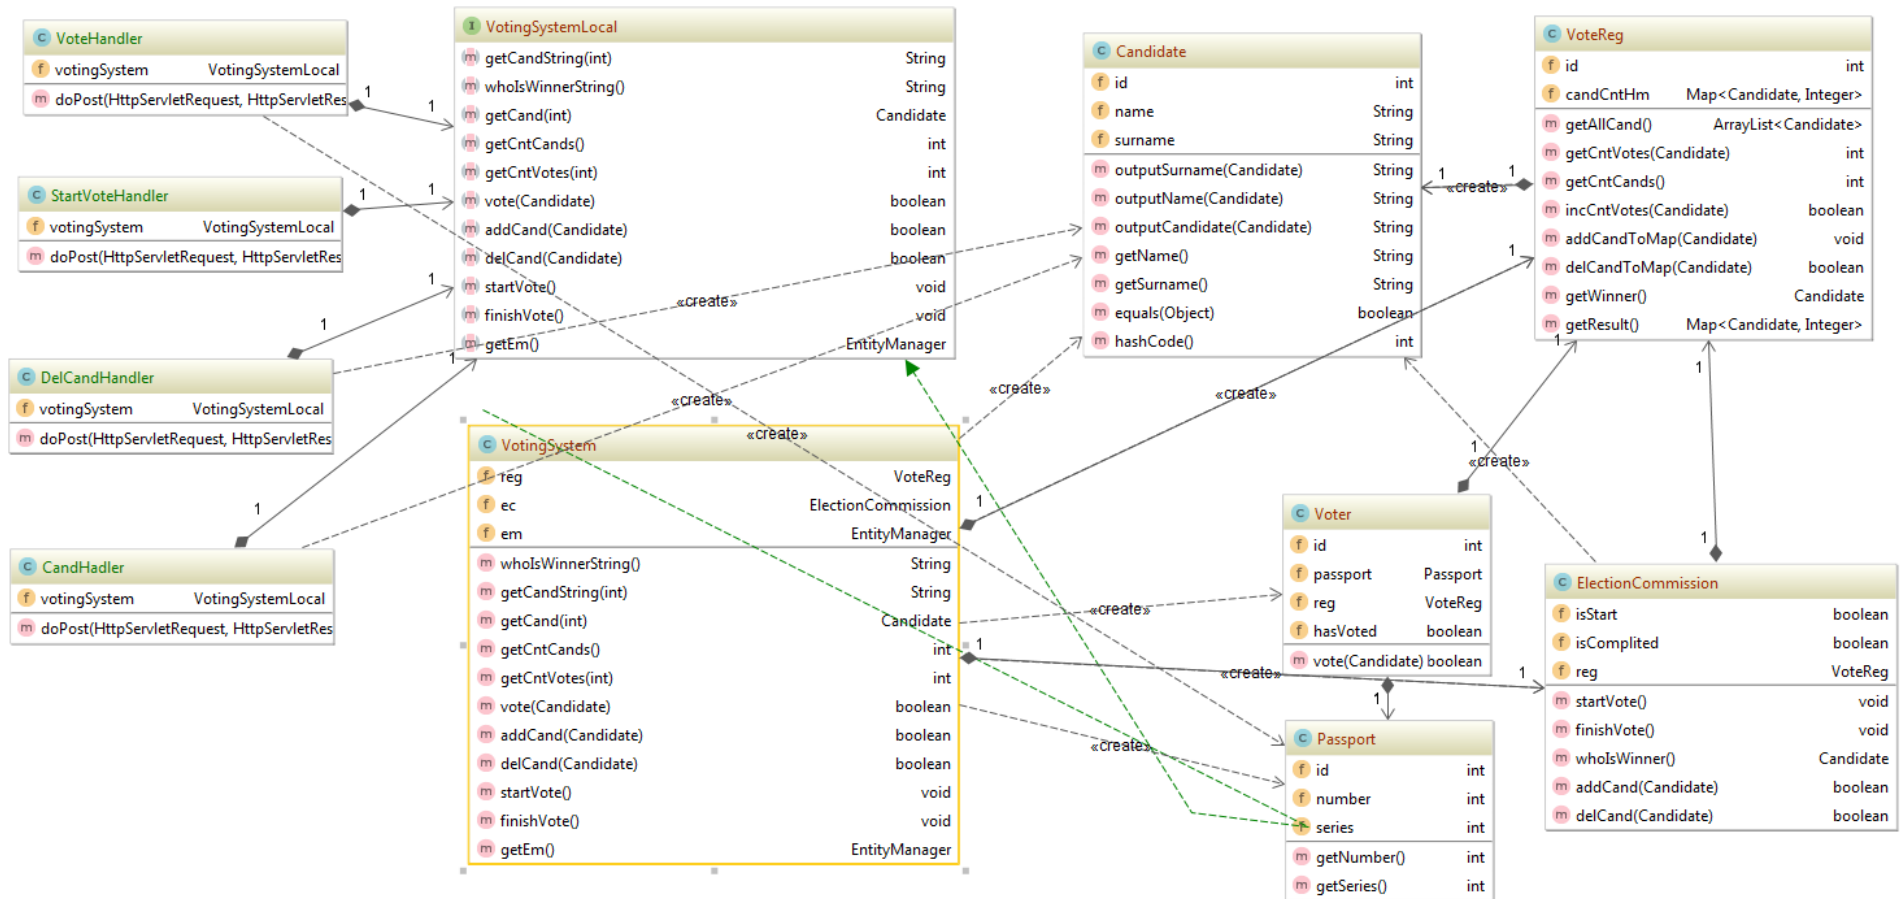 VoteHandler
votingSystem VotingSystemLocal
doPost(HttpServletRequest, HttpServletRes
StartVoteHandler
votingSystem VotingSystemLocal
doPost(HttpServletRequest, HttpServletRes
DelCandHandler
votingSystem VotingSystemLocal
doPost(HttpServletRequest, HttpServletRes
CandHadler
votingSystem VotingSystemLocal
doPost(HttpServletRequest, HttpServletRes
1
1
1
1
1
1
1
1
VotingSystemLocal
getCandString(int) String
whoIsWinnerString() String
getCand(int) Candidate
getCntCands() int
getCntVotes(int) int
vote(Candidate) boolean
addCand(Candidate) boolean
delCand(Candidate) boolean
startVote() void
finishVote() void
getEm() EntityManager
«create»
«create»
«create»
VotingSystem
reg VoteReg
ec ElectionCommission
em EntityManager
whoIsWinnerString() String
getCandString(int) String
getCand(int) Candidate
getCntCands() int
getCntVotes(int) int
vote(Candidate) boolean
addCand(Candidate) boolean
delCand(Candidate) boolean
startVote() void
finishVote() void
getEm() EntityManager
Candidate
id int
name String
surname String
outputSurname(Candidate) String
outputName(Candidate) String
outputCandidate(Candidate) String
getName() String
getSurname() String
equals(Object) boolean
hashCode() int
1
«create»
1
VoteReg
id int
candCntHm Map<Candidate, Integer>
getAllCand() ArrayList<Candidate>
getCntVotes(Candidate) int
getCntCands() int
incCntVotes(Candidate) boolean
addCandToMap(Candidate) void
delCandToMap(Candidate) boolean
getWinner() Candidate
getResult() Map<Candidate, Integer>
«create»
1
«create»
1
1
1
«create»
1
1
Voter
id int
passport Passport
reg VoteReg
hasVoted boolean
vote(Candidate) boolean
«create»
1
«create»
1
1
«create»
Passport
id int
number int
series int
getNumber() int
getSeries() int
ElectionCommission
isStart boolean
isComplited boolean
reg VoteReg
startVote() void
finishVote() void
whoIsWinner() Candidate
addCand(Candidate) boolean
delCand(Candidate) boolean